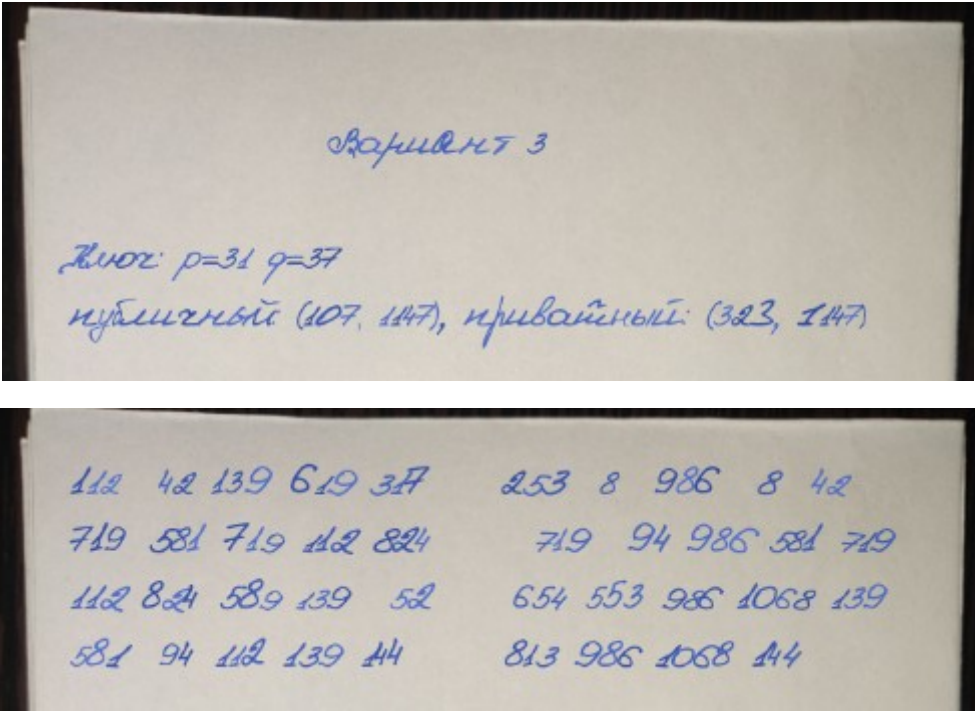 Вариант 3
Ключ: p=31 q=37
публичный (107, 1147), приватный: (323, 1147)
112 42 139 619 317 253 8 986 8 42
719 581 719 112 824 719 94 986 581 719
112 824 589 139 52 654 553 986 1068 139
581 94 112 139 144 813 986 1068 144